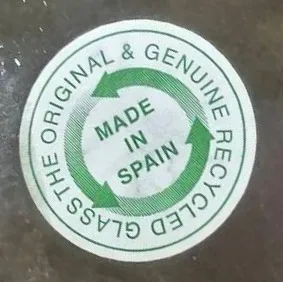 THE ORIGINAL & GENUINE RECYCLED GLASS
MADE
IN
SPAIN